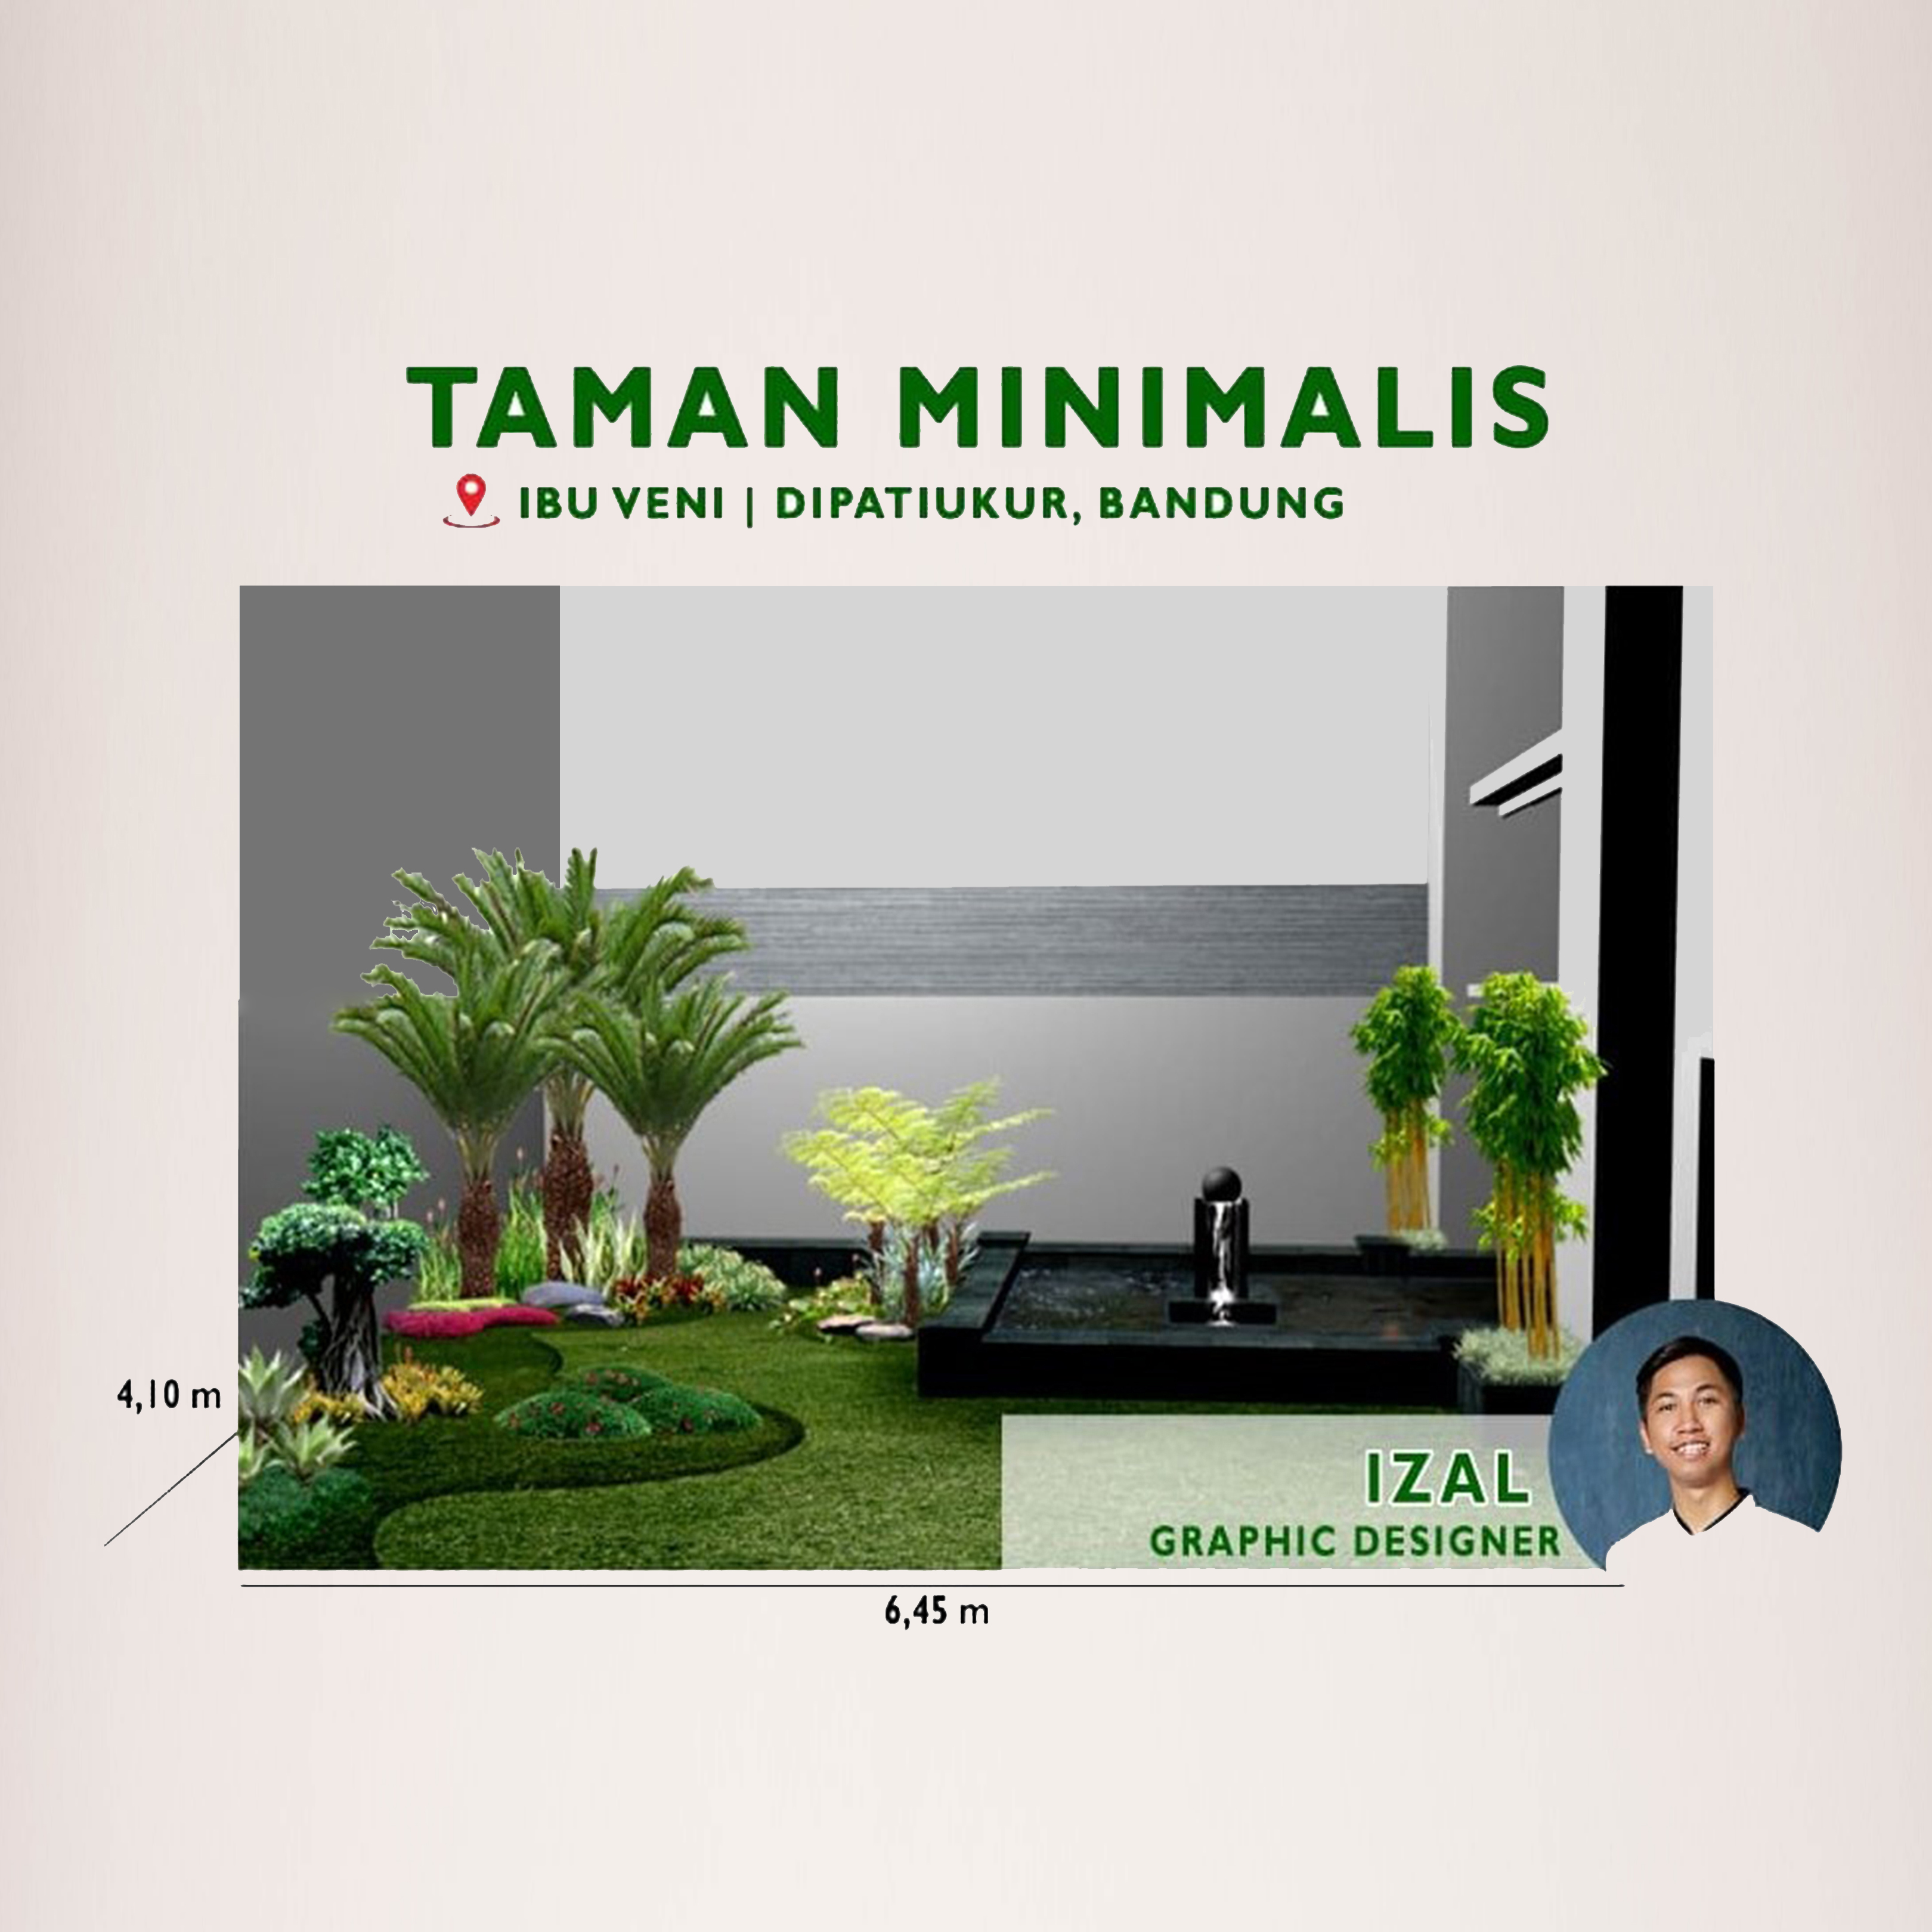 TAMAN MINIMALIS
IBU VENI | DIPATIUKUR, BANDUNG
4,10 m
IZAL
GRAPHIC DESIGNER
6,45 m